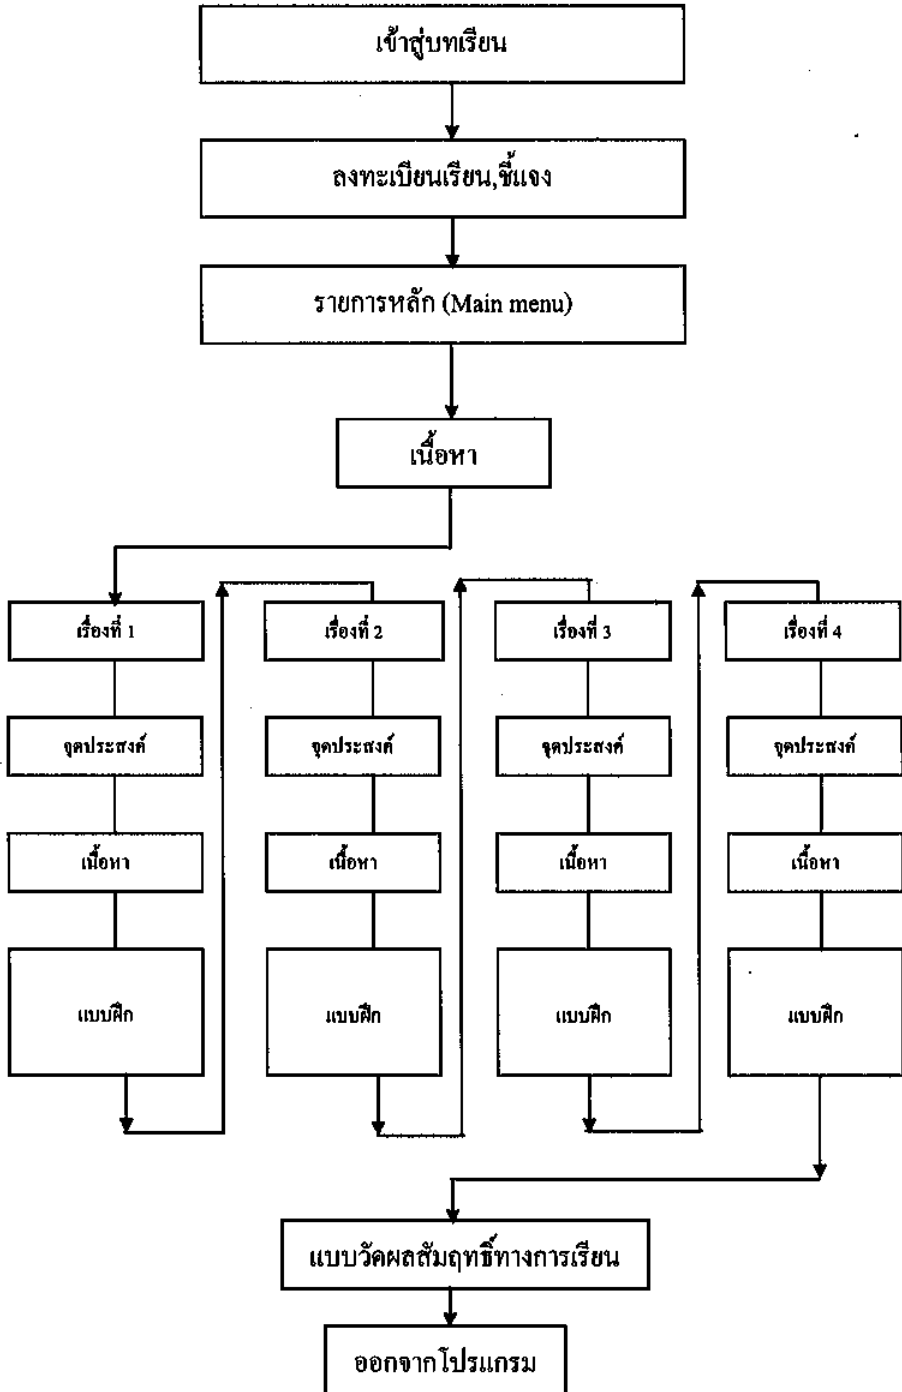 เข้าสู่บทเรียน
ลงทะเบียนเรียน,ชี้แจง
รายการหลัก (Main menu)
เนื้อหา
เรื่องที่ 1
เรื่องที่ 2
เรื่องที่ 3
เรื่องที่ 4
จุดประสงค์
จุดประสงค์
จุดประสงค์
จุดประสงค์
เนื้อหา
เนื้อหา
เนื้อหา
เนื้อหา
แบบฝึก
แบบฝึก
แบบฝึก
แบบฝึก
แบบวัดผลสัมฤทธิ์ทางการเรียน
ออกจากโปรแกรม